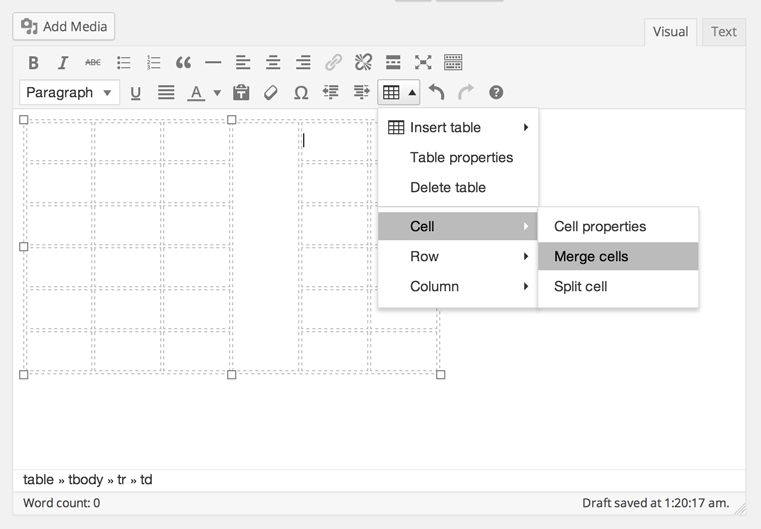 Add Media
Visual
Text
B I ABC
Paragraph U A Ω
Insert table
Table properties
Delete table
Cell
Cell properties
Row
Merge cells
Column
Split cell
table » tbody » tr » td
Word count: 0
Draft saved at 1:20:17 am.